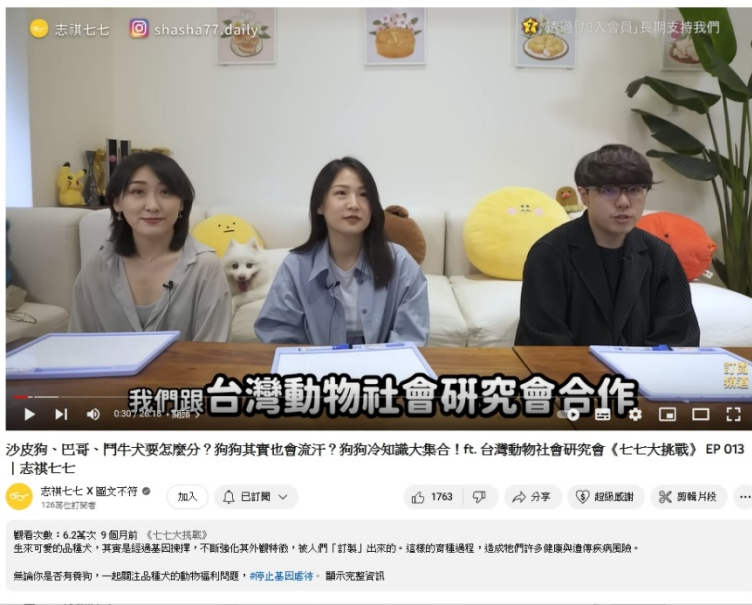 志祺七七 shasha77.daily
透過「加入會員」長期支持我們
我們跟台灣動物社會研究會合作
訂閱
頻道
0:30 / 26:18 • 開頭 >
沙皮狗、巴哥、鬥牛犬要怎麼分？狗狗其實也會流汗？狗狗冷知識大集合！ft. 台灣動物社會研究會《七七大挑戰》 EP 013
｜志祺七七
志祺七七 X 圖文不符
126萬位訂閱者
加入
已訂閱
1763
分享
超級感謝
剪輯片段
觀看次數：6.2萬次 9 個月前 《七七大挑戰》
生來可愛的品種犬，其實是經過基因揀擇，不斷強化其外觀特徵，被人們「訂製」出來的。這樣的育種過程，造成牠們許多健康與遺傳疾病風險。
無論你是否有養狗，一起關注品種犬的動物福利問題，#停止基因虐待。 顯示完整資訊